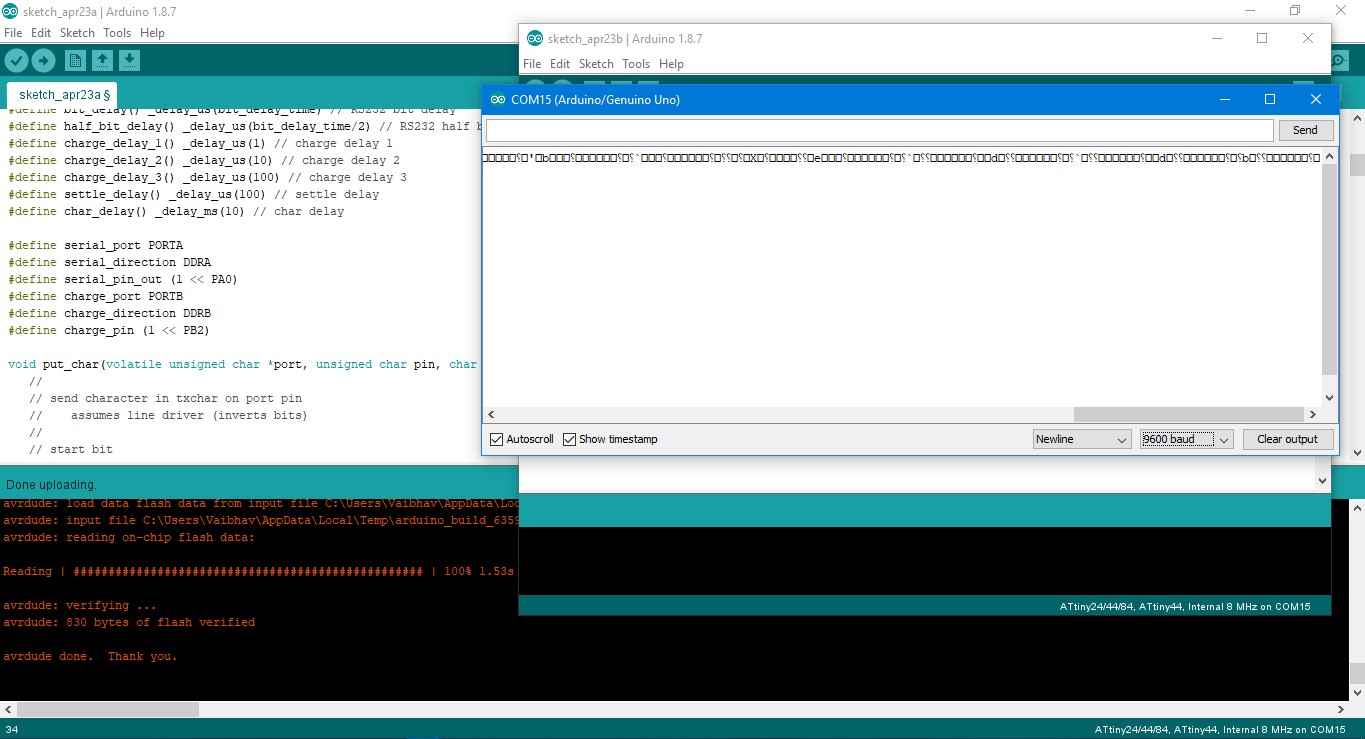 sketch_apr23a | Arduino 1.8.7
File Edit Sketch Tools Help
sketch_apr23a §
#define bit_delay() _delay_us(bit_delay_time) // RS232 bit delay
#define half_bit_delay() _delay_us(bit_delay_time/2) // RS232 half b
#define charge_delay_1() _delay_us(1) // charge delay 1
#define charge_delay_2() _delay_us(10) // charge delay 2
#define charge_delay_3() _delay_us(100) // charge delay 3
#define settle_delay() _delay_us(100) // settle delay
#define char_delay() _delay_ms(10) // char delay
#define serial_port PORTA
#define serial_direction DDRA
#define serial_pin_out (1 << PA0)
#define charge_port PORTB
#define charge_direction DDRB
#define charge_pin (1 << PB2)
void put_char(volatile unsigned char *port, unsigned char pin, char
//
// send character in txchar on port pin
// assumes line driver (inverts bits)
//
// start bit
Done uploading.
avrdude: load data flash data from input file C:\Users\Vaibhav\AppData\Loc
avrdude: input file C:\Users\Vaibhav\AppData\Local\Temp\arduino_build_6359
avrdude: reading on-chip flash data:
Reading | ################################################## | 100% 1.53s
avrdude: verifying ...
avrdude: 830 bytes of flash verified
avrdude done.  Thank you.
34
ATtiny24/44/84, ATtiny44, Internal 8 MHz on COM15
sketch_apr23b | Arduino 1.8.7
File Edit Sketch Tools Help
COM15 (Arduino/Genuino Uno)
Send
Autoscroll
Show timestamp
Newline
9600 baud
Clear output
ATtiny24/44/84, ATtiny44, Internal 8 MHz on COM15